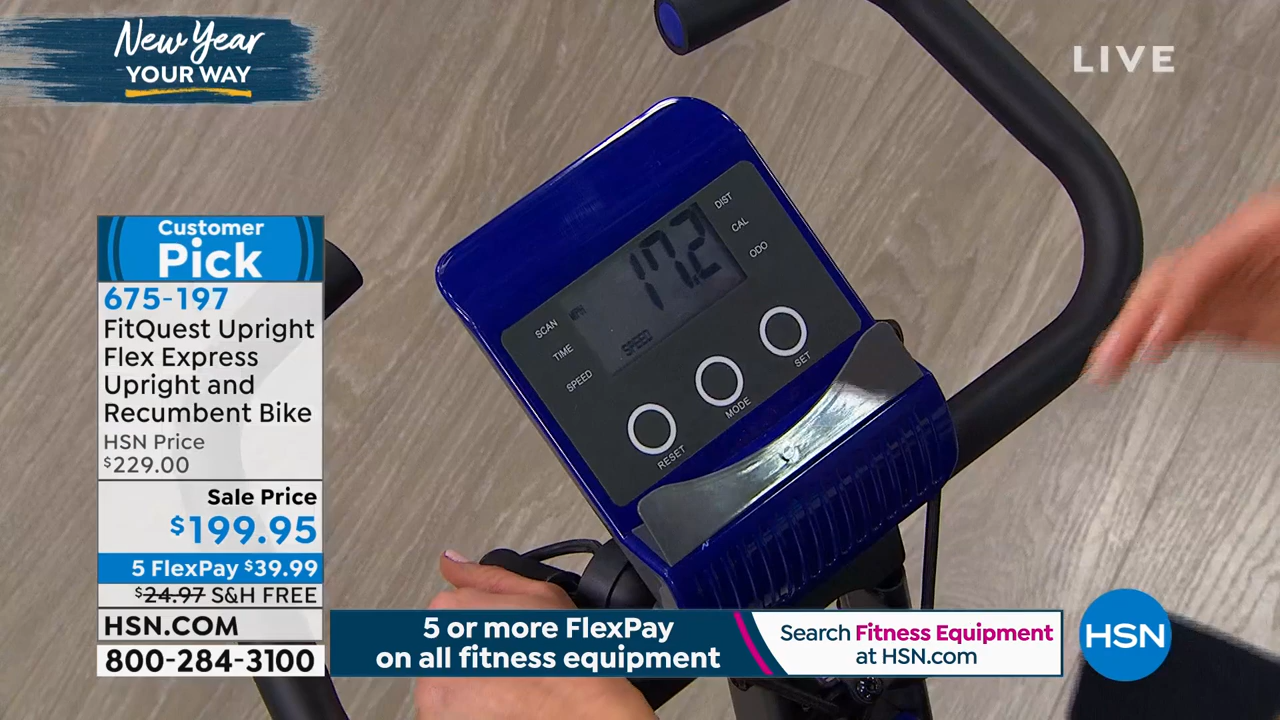 New Year
YOUR WAY
LIVE
Customer
Pick
675-197
FitQuest Upright
Flex Express
Upright and
Recumbent Bike
HSN Price
$229.00
Sale Price
$199.95
5 FlexPay $39.99
$24.97 S&H FREE
HSN.COM
800-284-3100
DIST
CAL
ODO
17.2
MPH
SPEED
SCAN
TIME
SPEED
SET
MODE
RESET
5 or more FlexPay
on all fitness equipment
Search Fitness Equipment
at HSN.com
HSN